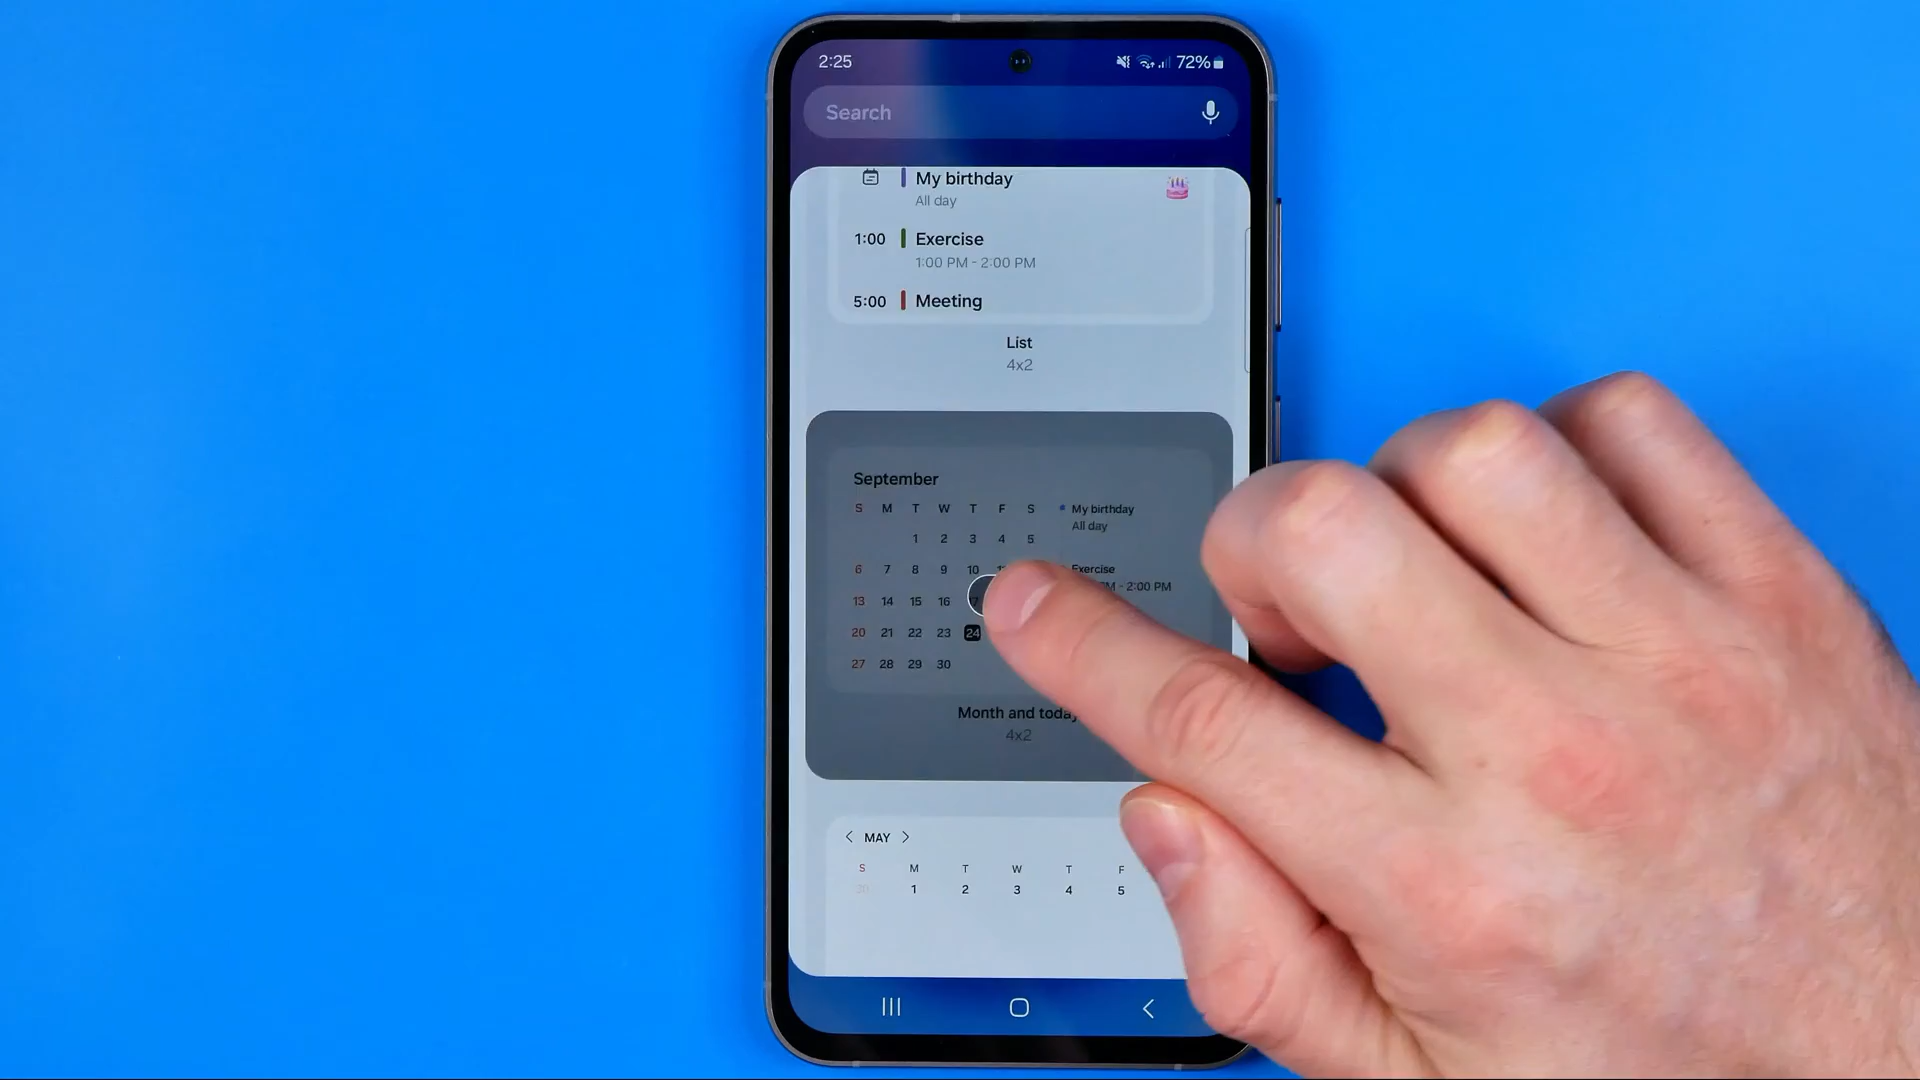 2:25 72%
Search
My birthday
All day
1:00 Exercise
1:00 PM - 2:00 PM
5:00 Meeting
List
4x2
September
S M T W T F S
My birthday
All day
1 2 3 4 5
6 7 8 9 10
Exercise
PM - 2:00 PM
13 14 15 16
20 21 22 23 24
27 28 29 30
Month and today
4x2
< MAY >
S M T W T F
30 1 2 3 4 5